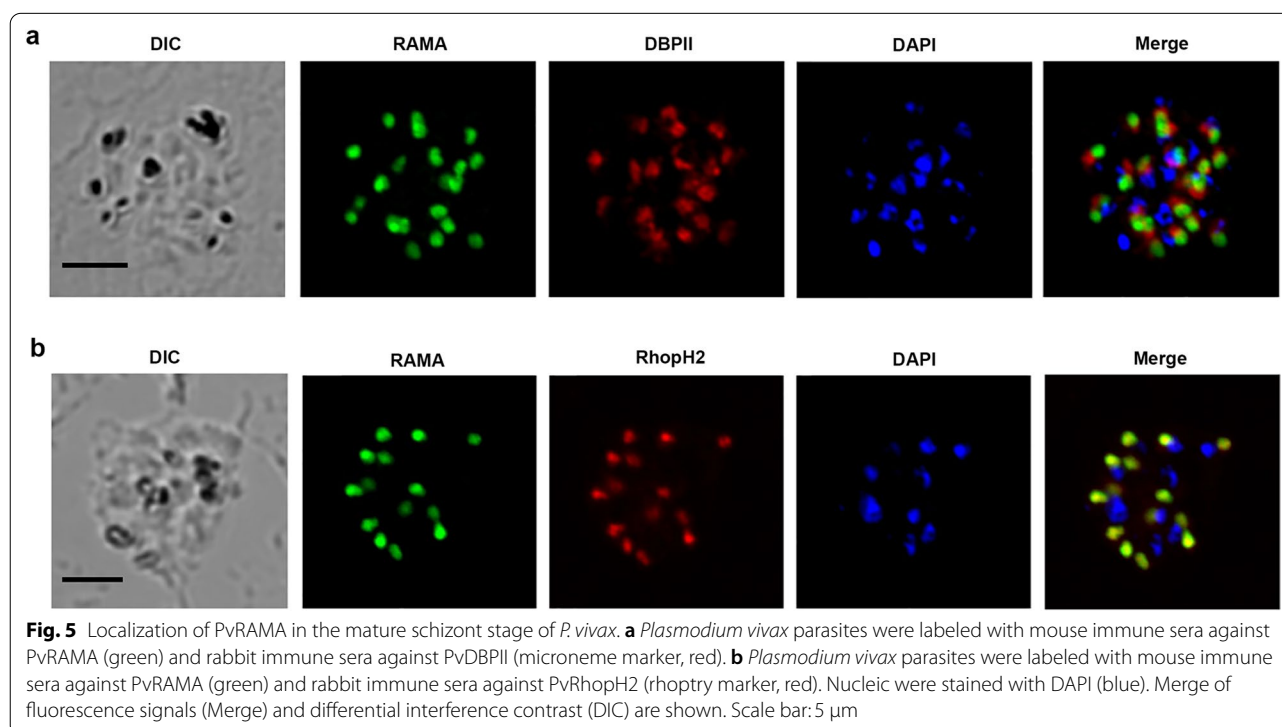 a
DIC RAMA DBPII DAPI Merge
b
DIC RAMA RhopH2 DAPI Merge
Fig. 5 Localization of PvRAMA in the mature schizont stage of P. vivax. a Plasmodium vivax parasites were labeled with mouse immune sera against
PvRAMA (green) and rabbit immune sera against PvDBPII (microneme marker, red). b Plasmodium vivax parasites were labeled with mouse immune
sera against PvRAMA (green) and rabbit immune sera against PvRhopH2 (rhoptry marker, red). Nucleic were stained with DAPI (blue). Merge of
fluorescence signals (Merge) and differential interference contrast (DIC) are shown. Scale bar: 5 μm